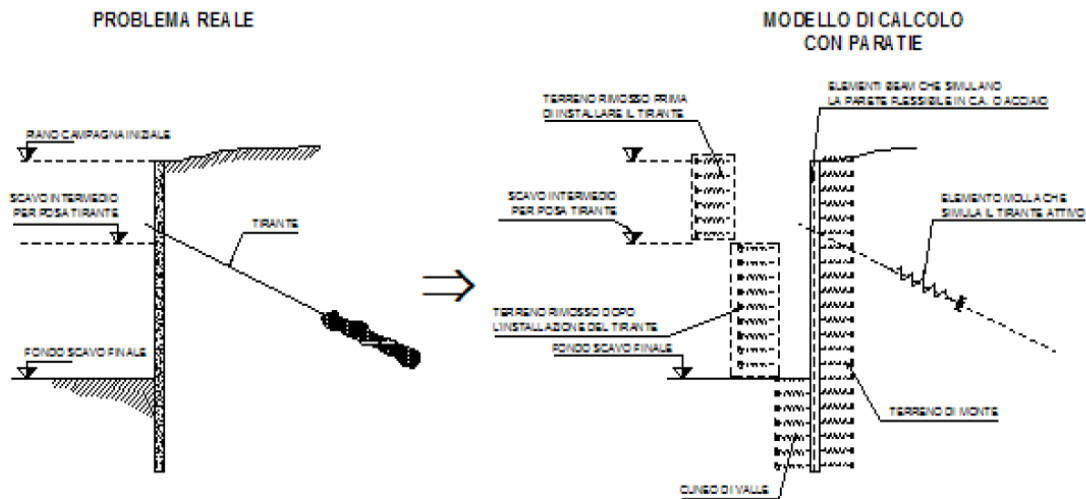 PROBLEMA REALE
PIANO CAMPAGNA INIZIALE
SCAVO INTERMEDIO
PER POSA TIRANTE
TIRANTE
FONDO SCAVO FINALE
MODELLO DI CALCOLO
CON PARATIE
ELEMENTI BEAM CHE SIMULANO
LA PARETE FLESSIBILE IN C.A. O ACCIAIO
TERRENO RIMOSSO PRIMA
DI INSTALLARE IL TIRANTE
SCAVO INTERMEDIO
PER POSA TIRANTE
ELEMENTO MOLLA CHE
SIMULA IL TIRANTE ATTIVO
TERRENO RIMOSSO DOPO
L'INSTALLAZIONE DEL TIRANTE
FONDO SCAVO FINALE
TERRENO DI MONTE
CUNEO DI VALLE